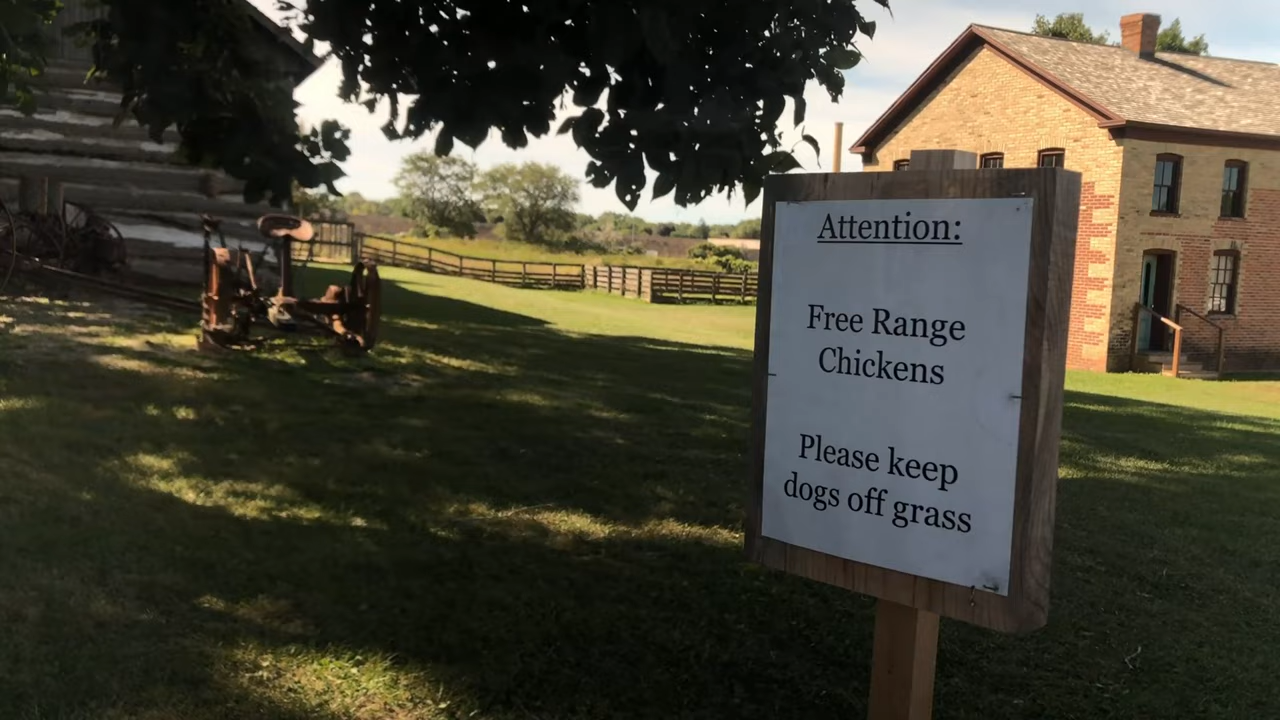 Attention:
Free Range
Chickens
Please keep
dogs off grass